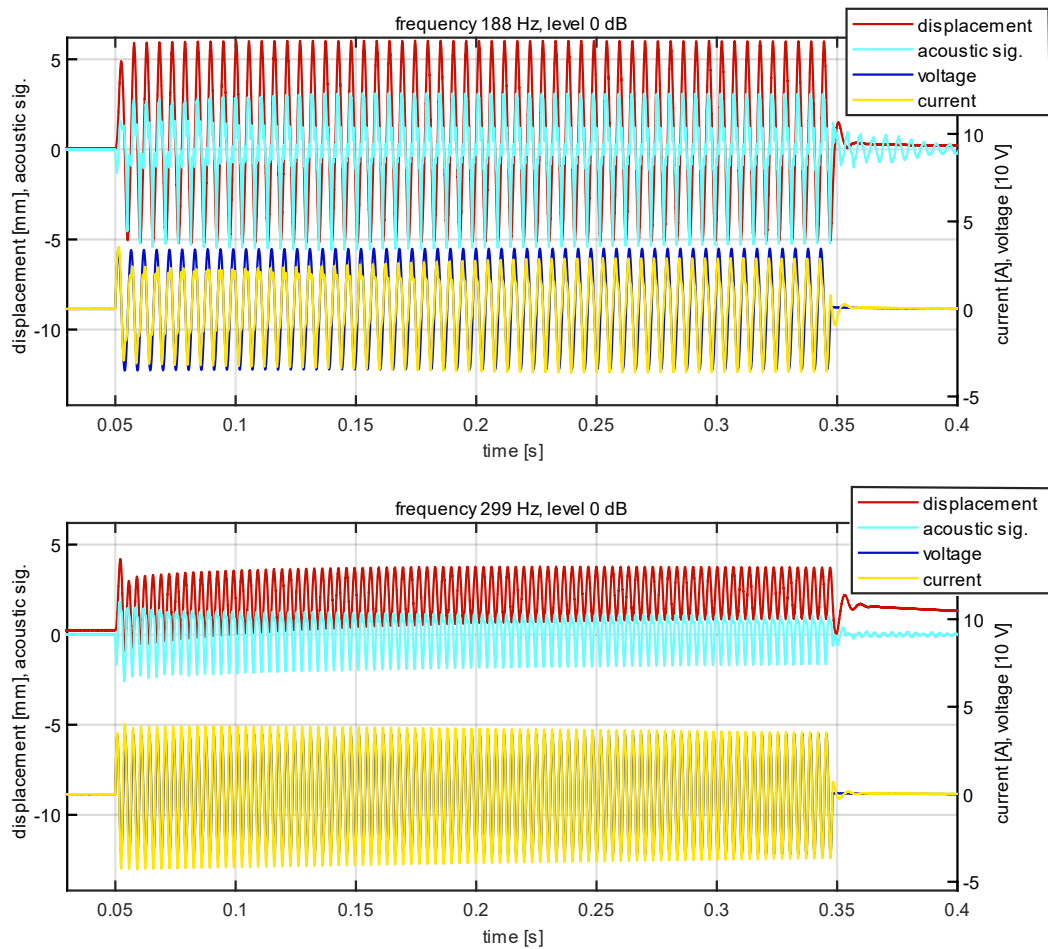 frequency 188 Hz, level 0 dB
displacement
acoustic sig.
voltage
current
displacement [mm], acoustic sig.
5
0
-5
-10
10
5
0
-5
current [A], voltage [10 V]
0.05 0.1 0.15 0.2 0.25 0.3 0.35 0.4
time [s]
frequency 299 Hz, level 0 dB
displacement
acoustic sig.
voltage
current
displacement [mm], acoustic sig.
5
0
-5
-10
10
5
0
-5
current [A], voltage [10 V]
0.05 0.1 0.15 0.2 0.25 0.3 0.35 0.4
time [s]